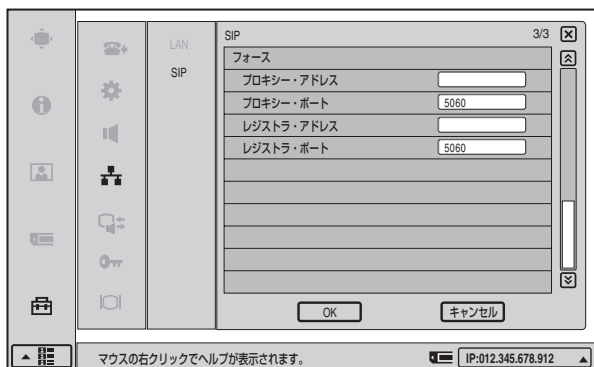 LAN
SIP
SIP 3/3
フォース
プロキシー・アドレス
プロキシー・ポート 5060
レジストラ・アドレス
レジストラ・ポート 5060
OK キャンセル
マウスの右クリックでヘルプが表示されます。 IP:012.345.678.912